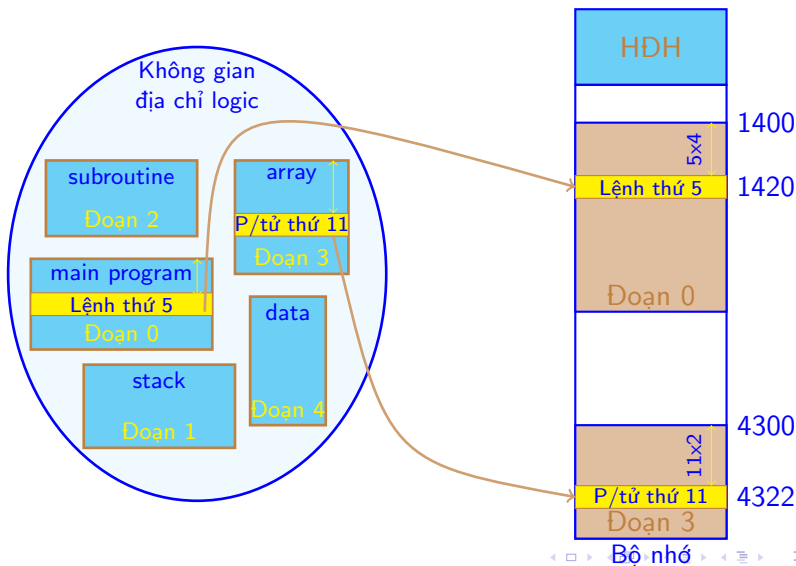 Không gian
địa chỉ logic
subroutine
Đoạn 2
array
P/tử thứ 11
Đoạn 3
main program
Lệnh thứ 5
Đoạn 0
data
Đoạn 4
stack
Đoạn 1
HĐH
1400
5x4
Lệnh thứ 5
1420
Đoạn 0
4300
11x2
P/tử thứ 11
4322
Đoạn 3
Bộ nhớ